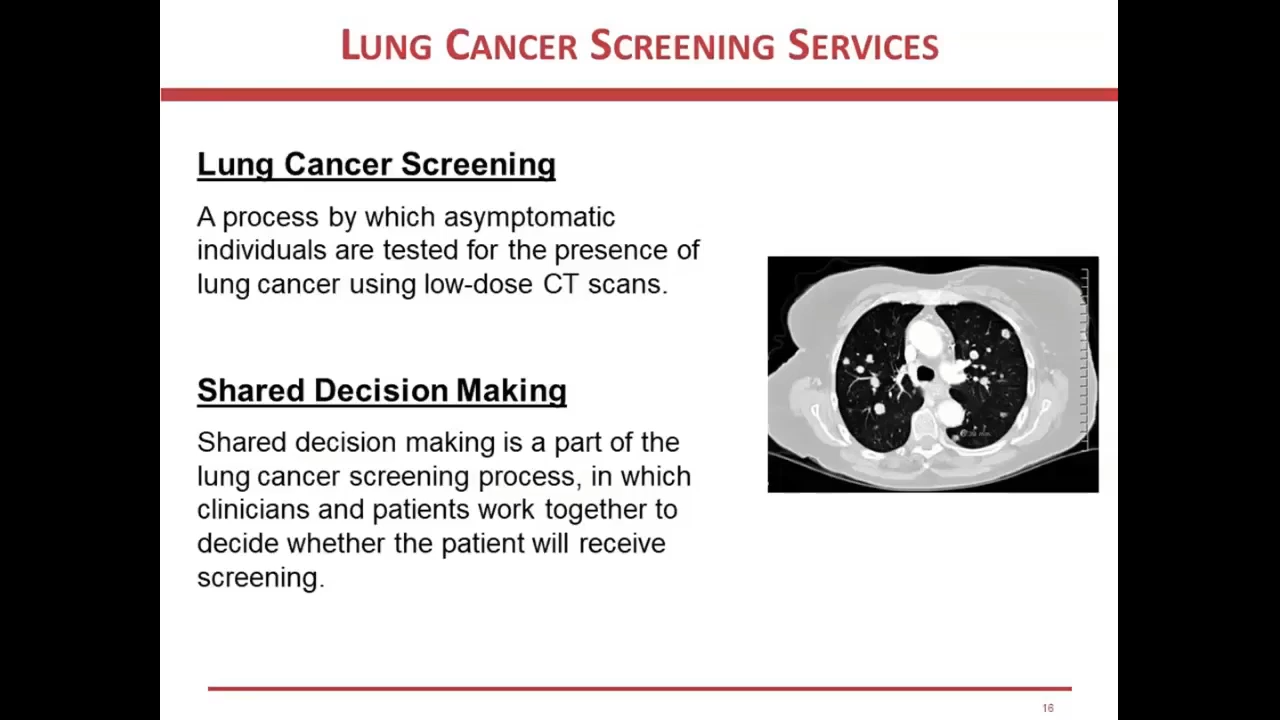 LUNG CANCER SCREENING SERVICES
Lung Cancer Screening
A process by which asymptomatic
individuals are tested for the presence of
lung cancer using low-dose CT scans.
Shared Decision Making
Shared decision making is a part of the
lung cancer screening process, in which
clinicians and patients work together to
decide whether the patient will receive
screening.
16